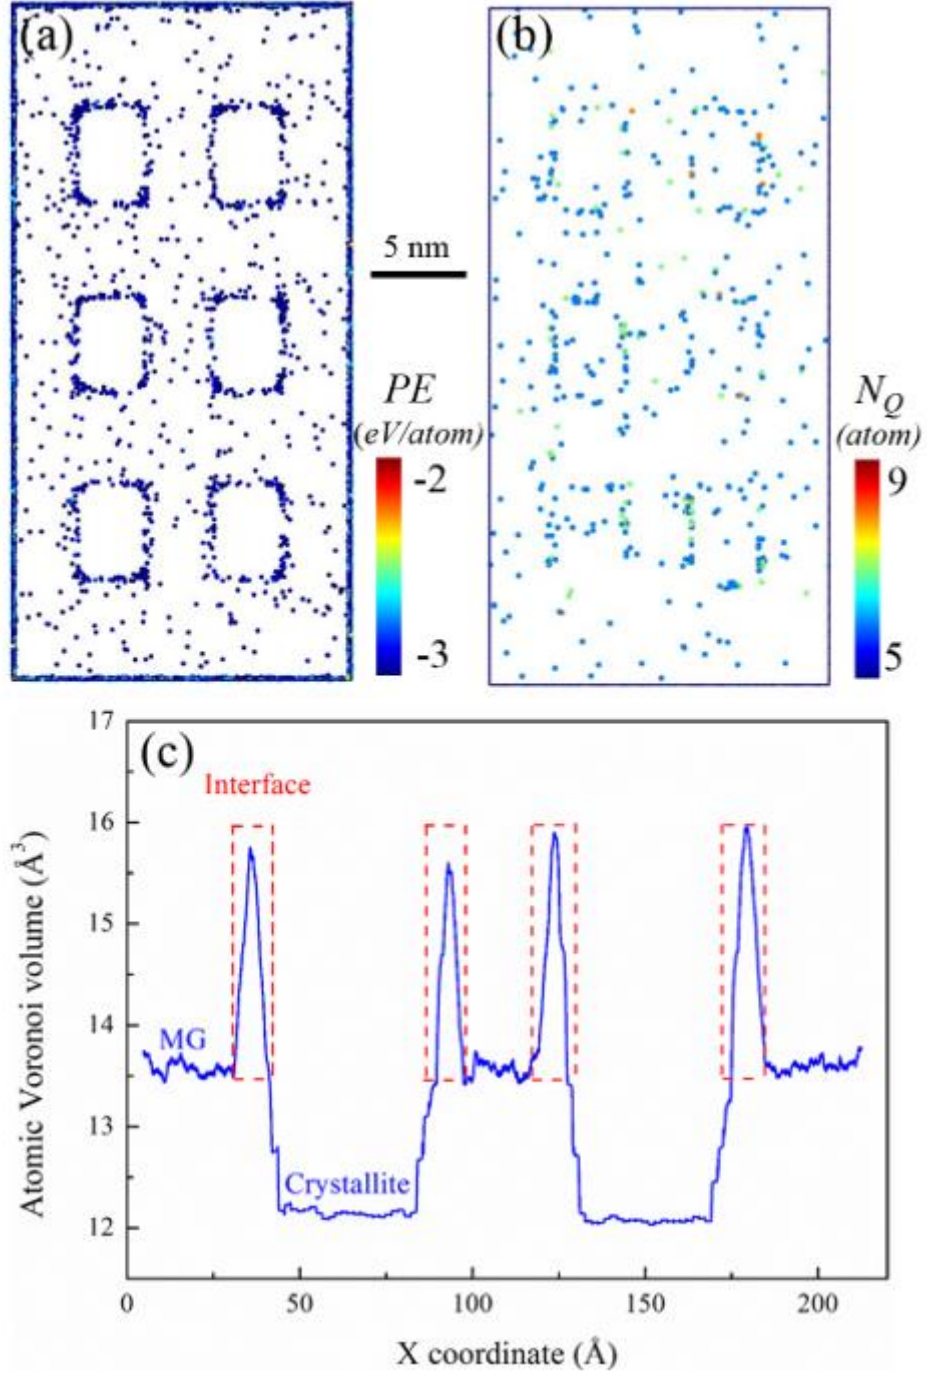 (a)
(b)
5 nm
PE
(eV/atom)
-2
-3
N_Q
(atom)
9
5
(c)
Interface
MG
Crystallite
17
16
15
14
13
12
Atomic Voronoi volume (Å³)
0
50
100
150
200
X coordinate (Å)